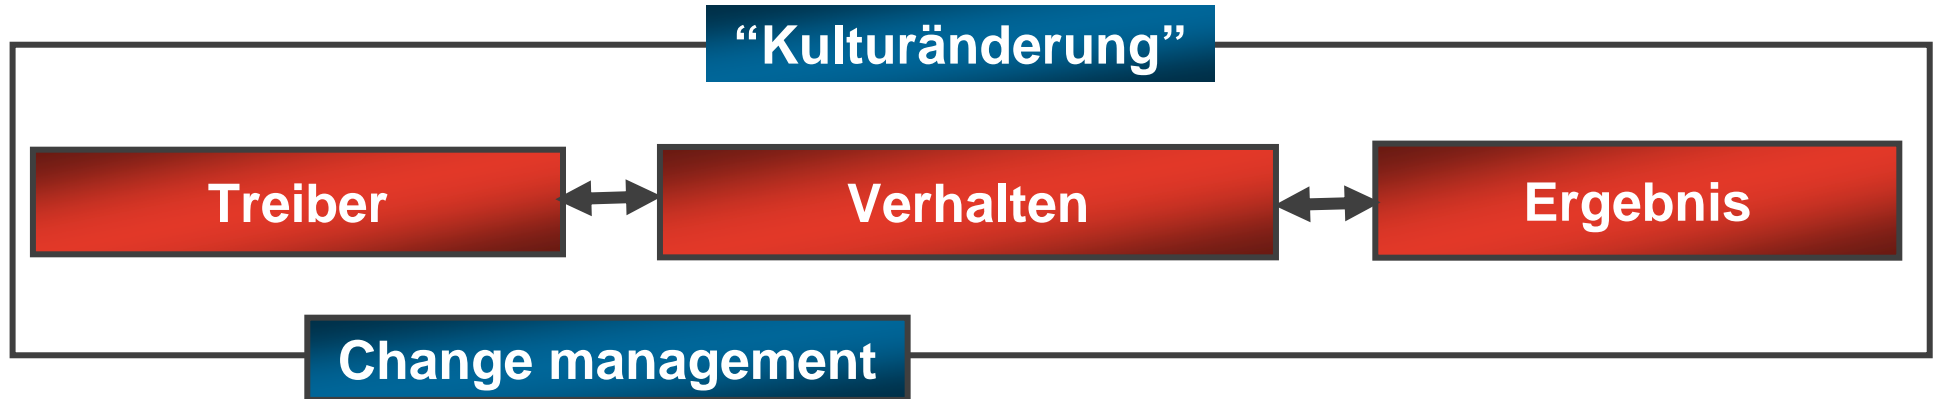 “Kulturänderung”
Treiber
Verhalten
Ergebnis
Change management